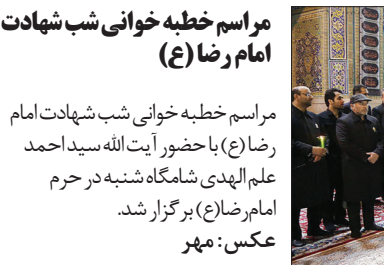 مراسم خطبه خوانی شب شهادت
امام رضا (ع)
مراسم خطبه خوانی شب شهادت امام
رضا (ع) با حضور آیت الله سید احمد
علم الهدی شامگاه شنبه در حرم
امام‌رضا(ع) برگزار شد.
عکس: مهر